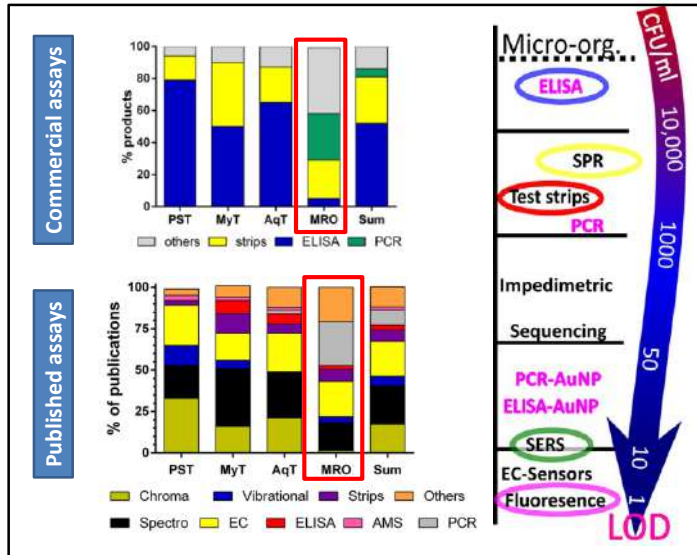 Commercial assays
% products
100
80
60
40
20
0
PST MyT AqT MRO Sum
others strips ELISA PCR
Published assays
% of publications
100
75
50
25
0
PST MyT AqT MRO Sum
Chroma Vibrational Strips Others
Spectro EC ELISA AMS PCR
Micro-org.
ELISA
SPR
Test strips
PCR
Impedimetric
Sequencing
PCR-AuNP
ELISA-AuNP
SERS
EC-Sensors
Fluoresence
CFU/ml
10,000
1000
50
10
1
LOD